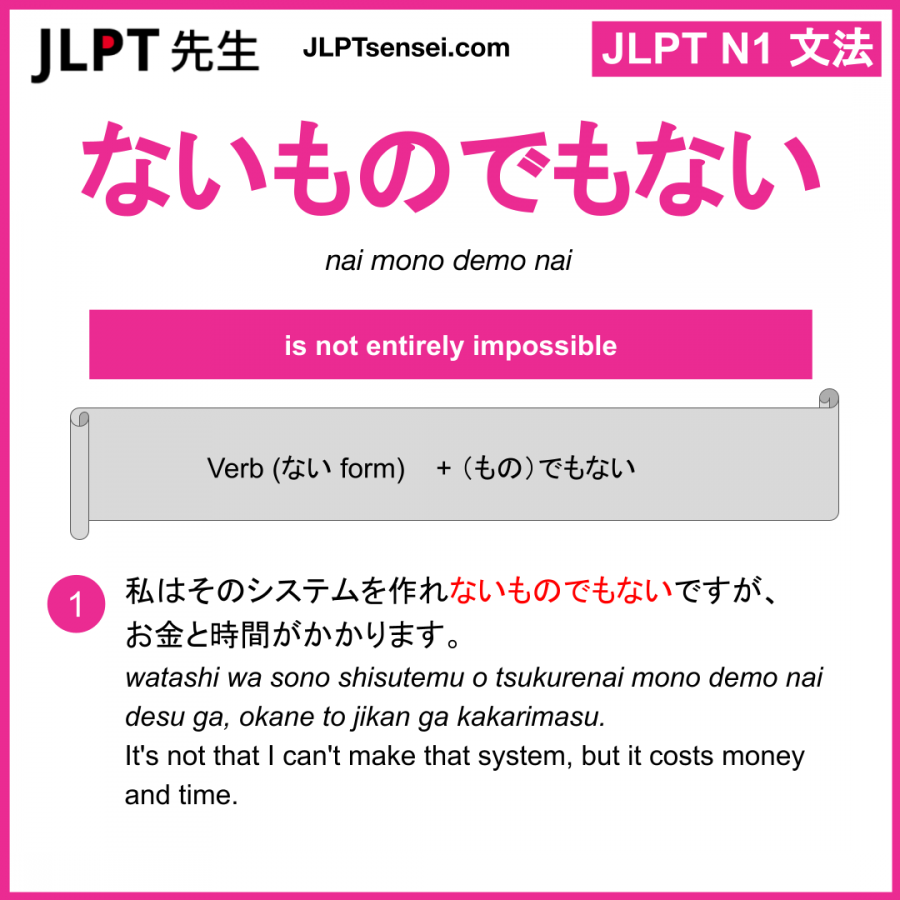 JLPT 先生
JLPTsensei.com
JLPT N1 文法
ないものでもない
nai mono demo nai
is not entirely impossible
Verb (ない form) + （もの）でもない
1
私はそのシステムを作れないものでもないですが、
お金と時間がかかります。
watashi wa sono shisutemu o tsukurenai mono demo nai
desu ga, okane to jikan ga kakarimasu.
It's not that I can't make that system, but it costs money
and time.